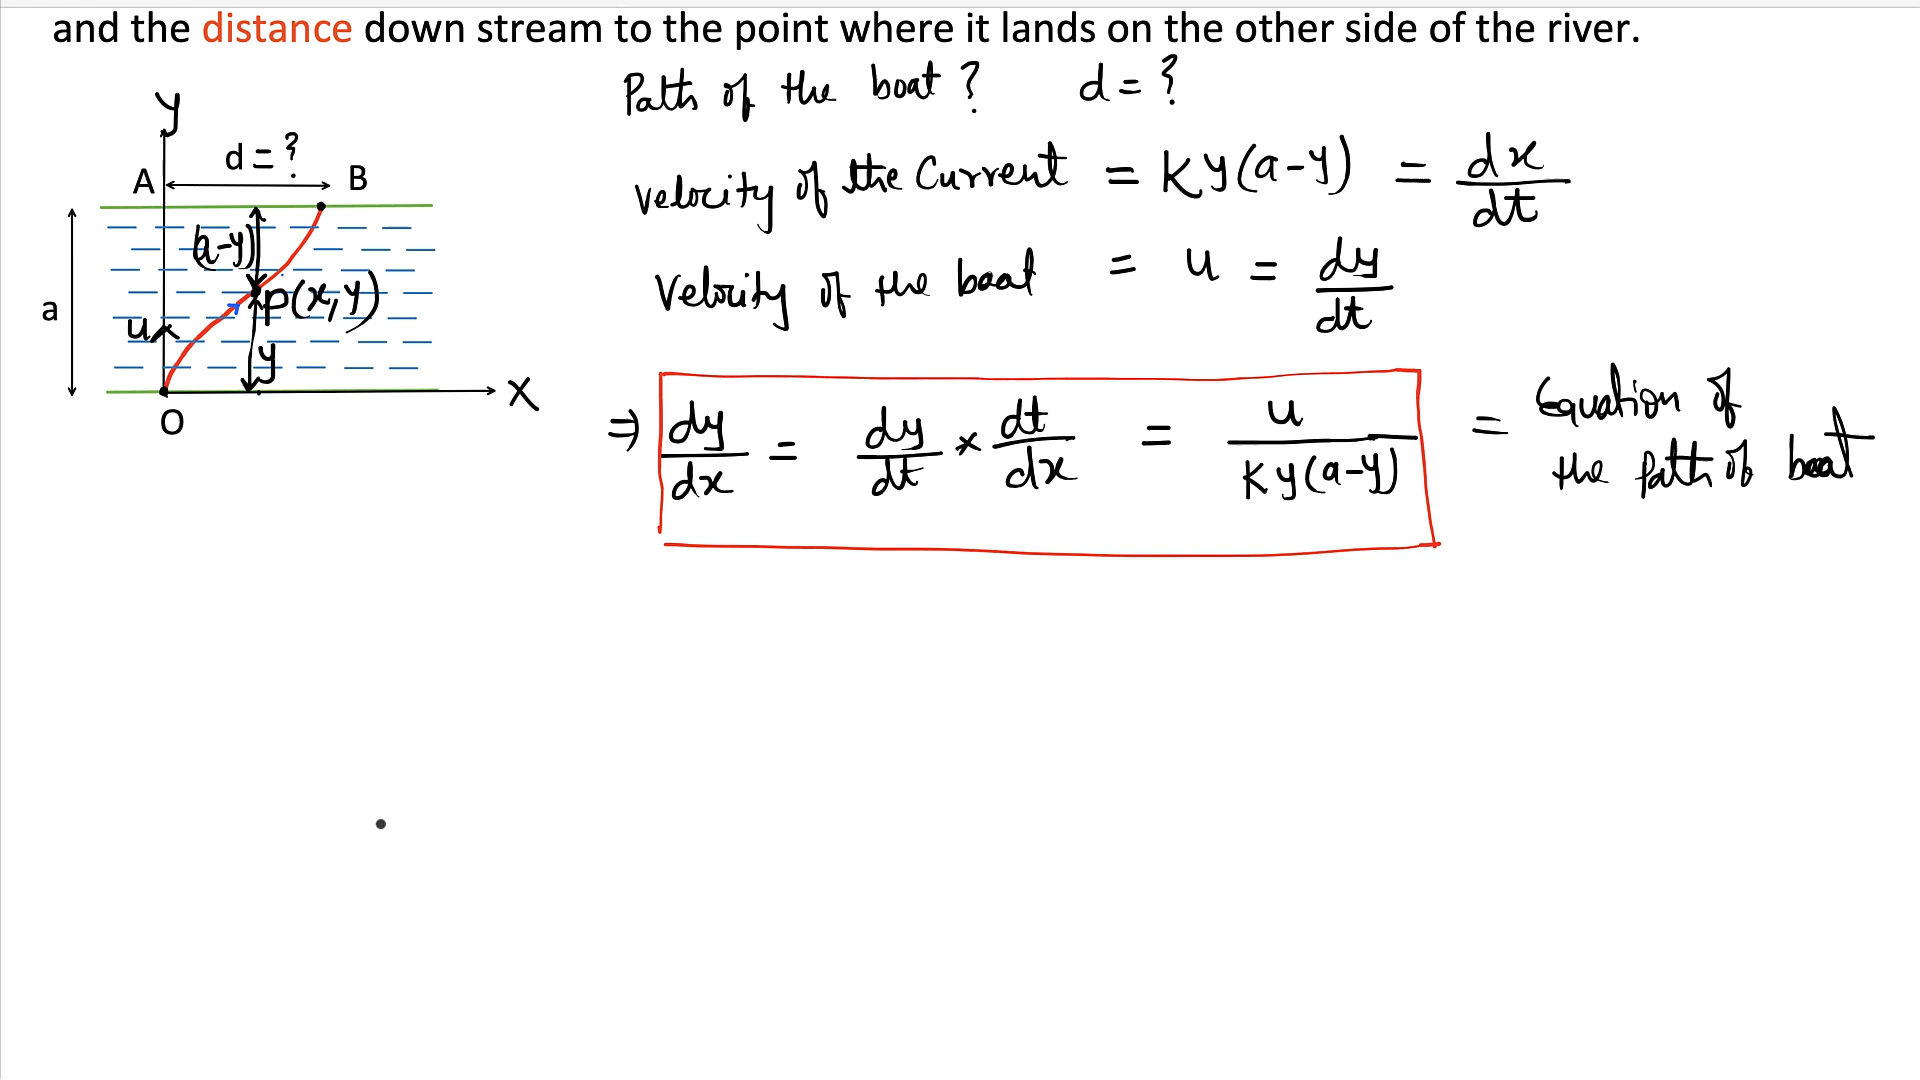 and the distance down stream to the point where it lands on the other side of the river.
Path of the boat ? d = ?
velocity of the Current = Ky(a-y) = dx/dt
Velocity of the boat = u = dy/dt
⇒ dy/dx = dy/dt × dt/dx = u/Ky(a-y) = Equation of the path of boat
y
d = ?
A B
(a-y)
a
P(x,y)
u
y
X
O